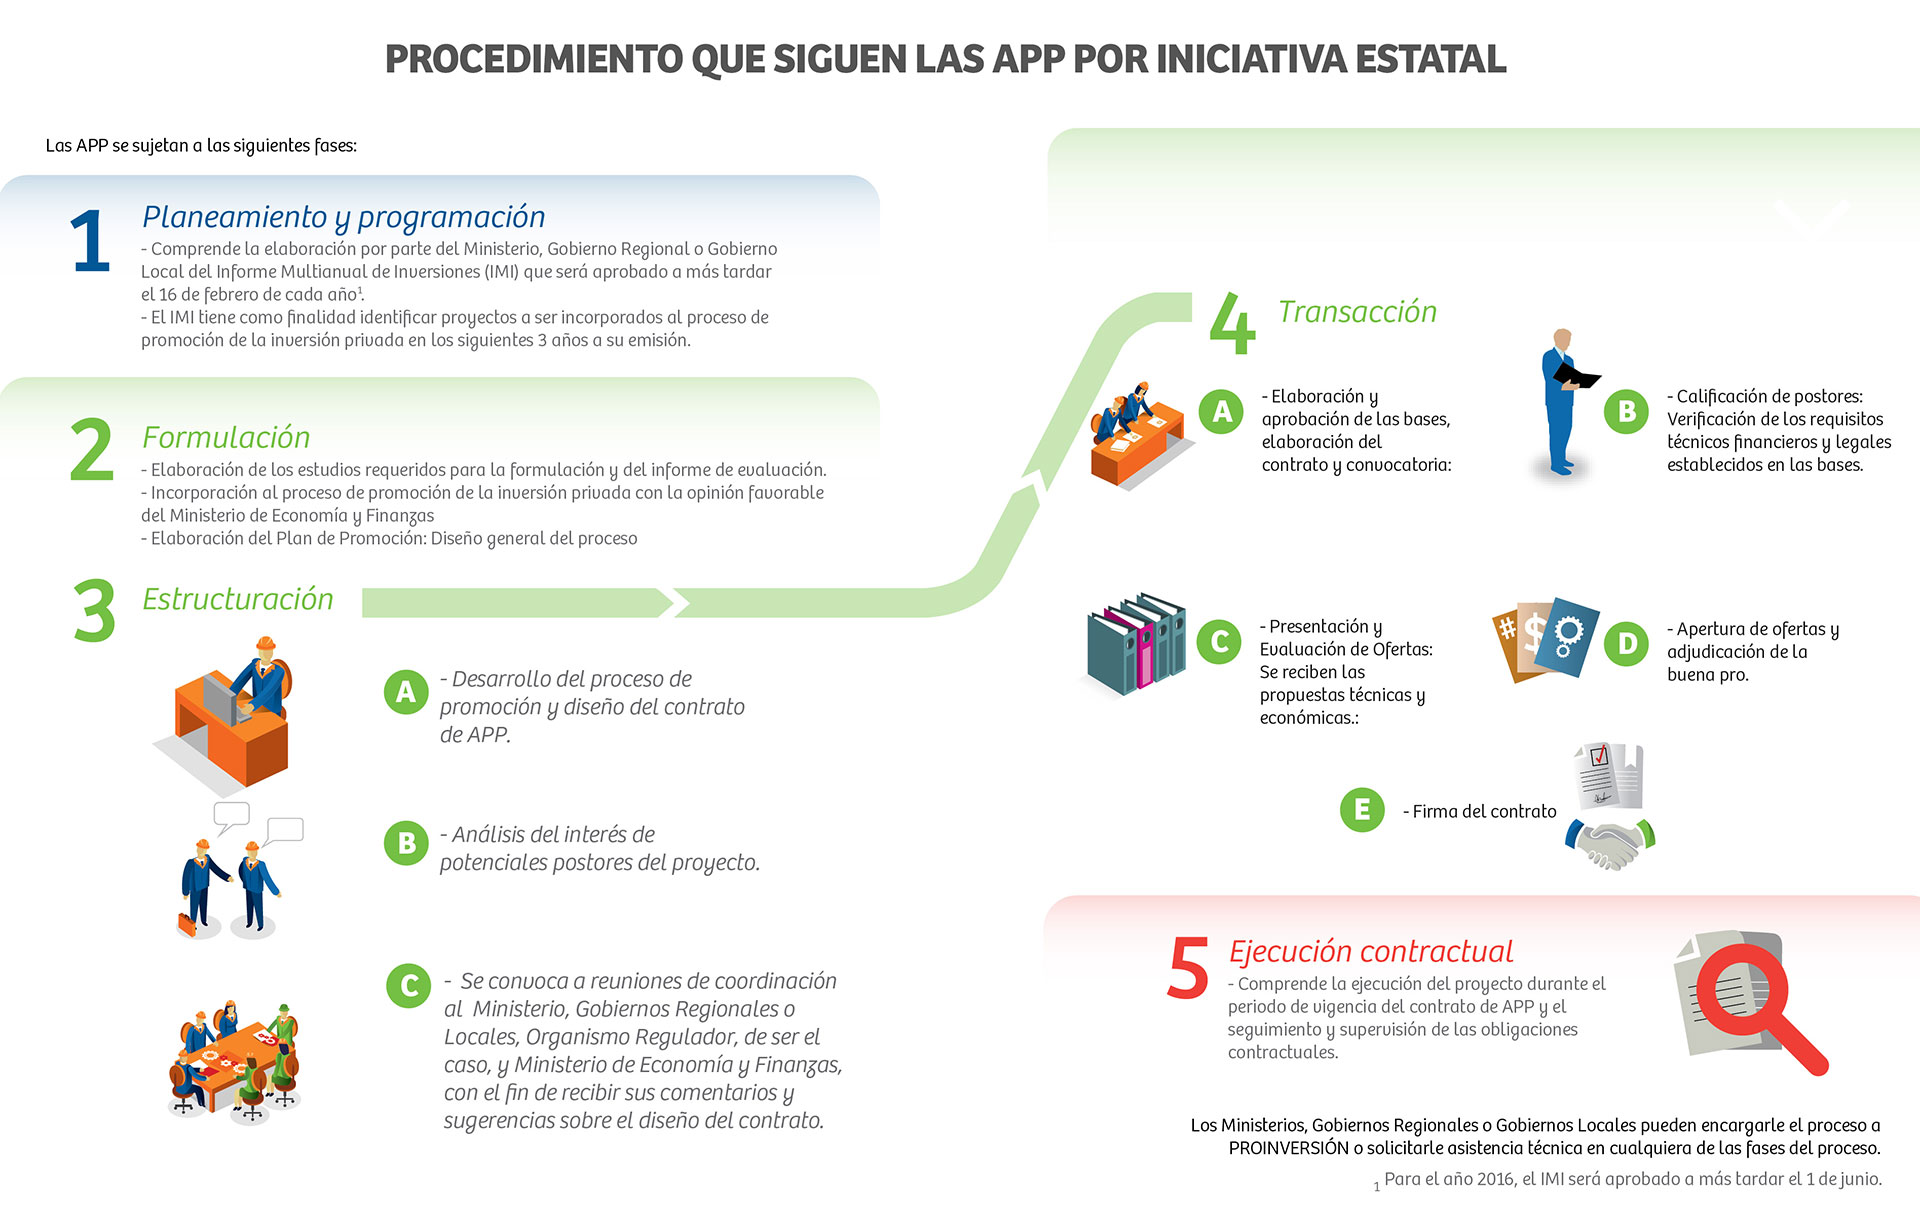 PROCEDIMIENTO QUE SIGUEN LAS APP POR INICIATIVA ESTATAL
Las APP se sujetan a las siguientes fases:
1
Planeamiento y programación
- Comprende la elaboración por parte del Ministerio, Gobierno Regional o Gobierno
Local del Informe Multianual de Inversiones (IMI) que será aprobado a más tardar
el 16 de febrero de cada año¹.
- El IMI tiene como finalidad identificar proyectos a ser incorporados al proceso de
promoción de la inversión privada en los siguientes 3 años a su emisión.
2
Formulación
- Elaboración de los estudios requeridos para la formulación y del informe de evaluación.
- Incorporación al proceso de promoción de la inversión privada con la opinión favorable
del Ministerio de Economía y Finanzas
- Elaboración del Plan de Promoción: Diseño general del proceso
3
Estructuración
A
- Desarrollo del proceso de
promoción y diseño del contrato
de APP.
B
- Análisis del interés de
potenciales postores del proyecto.
C
- Se convoca a reuniones de coordinación
al Ministerio, Gobiernos Regionales o
Locales, Organismo Regulador, de ser el
caso, y Ministerio de Economía y Finanzas,
con el fin de recibir sus comentarios y
sugerencias sobre el diseño del contrato.
4
Transacción
A
- Elaboración y
aprobación de las bases,
elaboración del
contrato y convocatoria:
B
- Calificación de postores:
Verificación de los requisitos
técnicos financieros y legales
establecidos en las bases.
C
- Presentación y
Evaluación de Ofertas:
Se reciben las
propuestas técnicas y
económicas.:
# $
D
- Apertura de ofertas y
adjudicación de la
buena pro.
E
- Firma del contrato
5
Ejecución contractual
- Comprende la ejecución del proyecto durante el
periodo de vigencia del contrato de APP y el
seguimiento y supervisión de las obligaciones
contractuales.
Los Ministerios, Gobiernos Regionales o Gobiernos Locales pueden encargarle el proceso a
PROINVERSIÓN o solicitarle asistencia técnica en cualquiera de las fases del proceso.
₁ Para el año 2016, el IMI será aprobado a más tardar el 1 de junio.